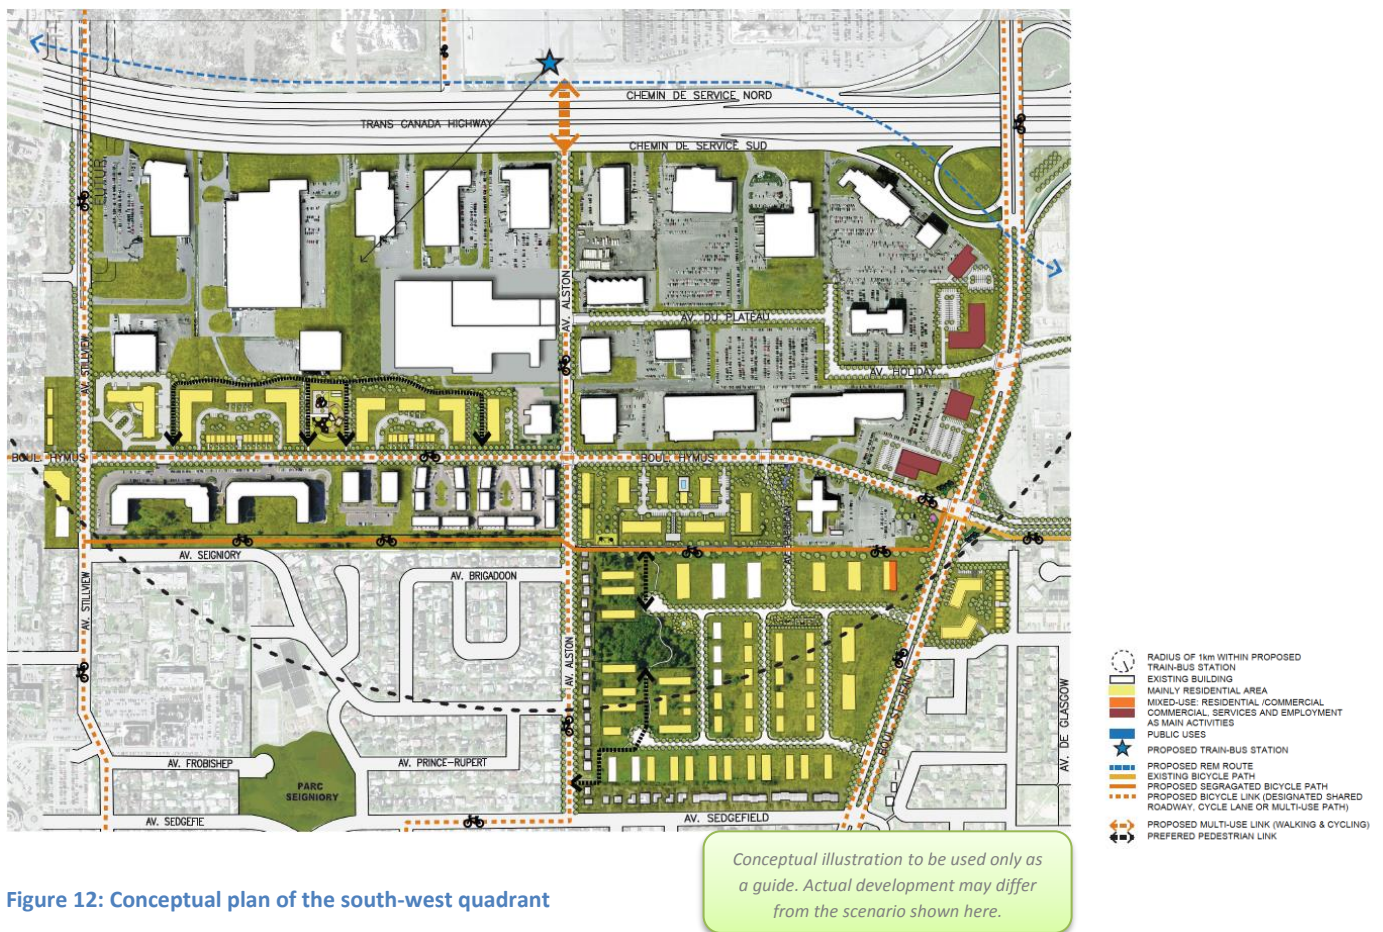 CHEMIN DE SERVICE NORD
TRANS CANADA HIGHWAY
CHEMIN DE SERVICE SUD
AV. STILLVIEW
AV. ALSTON
AV. DU PLATEAU
AV. HOLIDAY
BOUL. HYMUS
BOUL. HYMUS
AV. SEIGNIORY
AV. BRIGADOON
AV. STILLVIEW
AV. ALSTON
BOUL. ST-JEAN
AV. DE GLASGOW
AV. FROBISHEP
AV. PRINCE-RUPERT
PARC
SEIGNIORY
AV. SEDGEFIE
AV. SEDGEFIELD
RADIUS OF 1km WITHIN PROPOSED
TRAIN-BUS STATION
EXISTING BUILDING
MAINLY RESIDENTIAL AREA
MIXED-USE: RESIDENTIAL /COMMERCIAL
COMMERCIAL, SERVICES AND EMPLOYMENT
AS MAIN ACTIVITIES
PUBLIC USES
PROPOSED TRAIN-BUS STATION
PROPOSED REM ROUTE
EXISTING BICYCLE PATH
PROPOSED SEGRAGATED BICYCLE PATH
PROPOSED BICYCLE LINK (DESIGNATED SHARED
ROADWAY, CYCLE LANE OR MULTI-USE PATH)
PROPOSED MULTI-USE LINK (WALKING & CYCLING)
PREFERED PEDESTRIAN LINK
Conceptual illustration to be used only as
a guide. Actual development may differ
from the scenario shown here.
Figure 12: Conceptual plan of the south-west quadrant